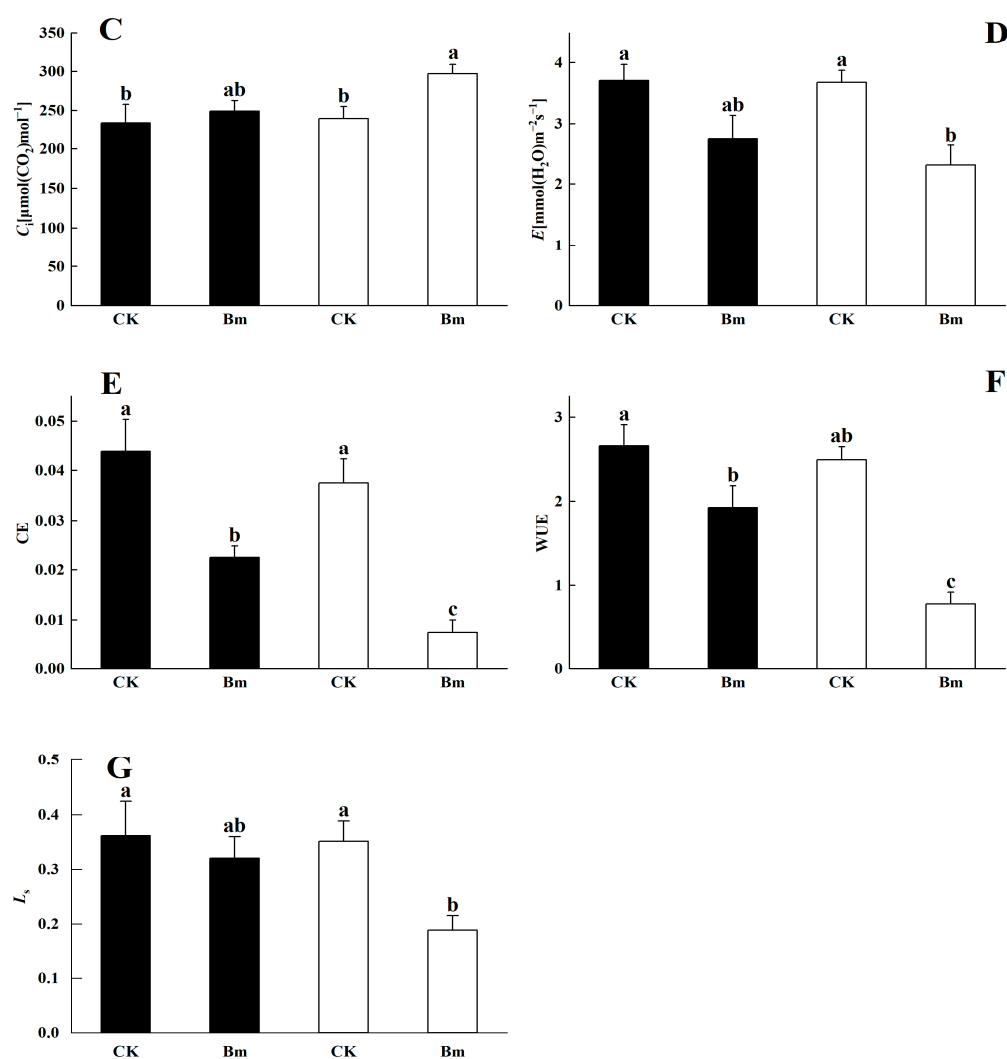 C
C_i[μmol(CO₂)mol⁻¹]
350
300
250
200
150
100
50
0
b
ab
b
a
CK
Bm
CK
Bm
D
E[mmol(H₂O)m⁻²s⁻¹]
4
3
2
1
0
a
ab
a
b
CK
Bm
CK
Bm
E
CE
0.05
0.04
0.03
0.02
0.01
0.00
a
b
a
c
CK
Bm
CK
Bm
F
WUE
3
2
1
0
a
b
ab
c
CK
Bm
CK
Bm
G
L_s
0.5
0.4
0.3
0.2
0.1
0.0
a
ab
a
b
CK
Bm
CK
Bm